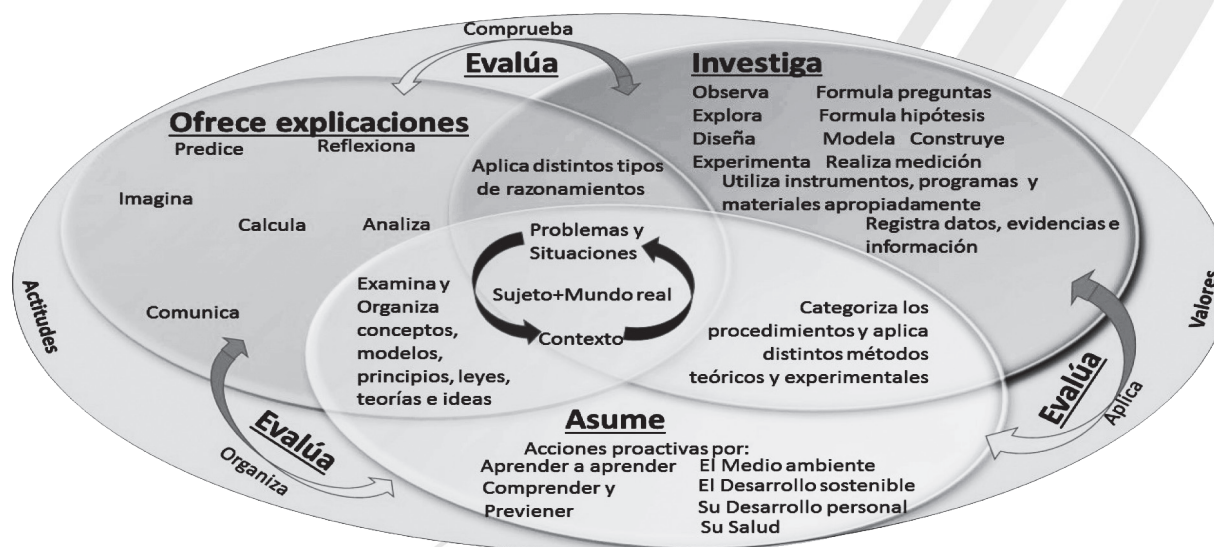 Comprueba
Evalúa
Investiga
Observa Formula preguntas
Explora Formula hipótesis
Diseña Modela Construye
Experimenta Realiza medición
Utiliza instrumentos, programas y
materiales apropiadamente
Registra datos, evidencias e
información
Ofrece explicaciones
Predice Reflexiona
Imagina
Calcula Analiza
Comunica
Aplica distintos tipos
de razonamientos
Problemas y
Situaciones
Sujeto+Mundo real
Contexto
Examina y
Organiza
conceptos,
modelos,
principios, leyes,
teorías e ideas
Categoriza los
procedimientos y aplica
distintos métodos
teóricos y experimentales
Actitudes
Valores
Evalúa
Organiza
Evalúa
Aplica
Asume
Acciones proactivas por:
Aprender a aprender El Medio ambiente
Comprender y El Desarrollo sostenible
Previener Su Desarrollo personal
Su Salud